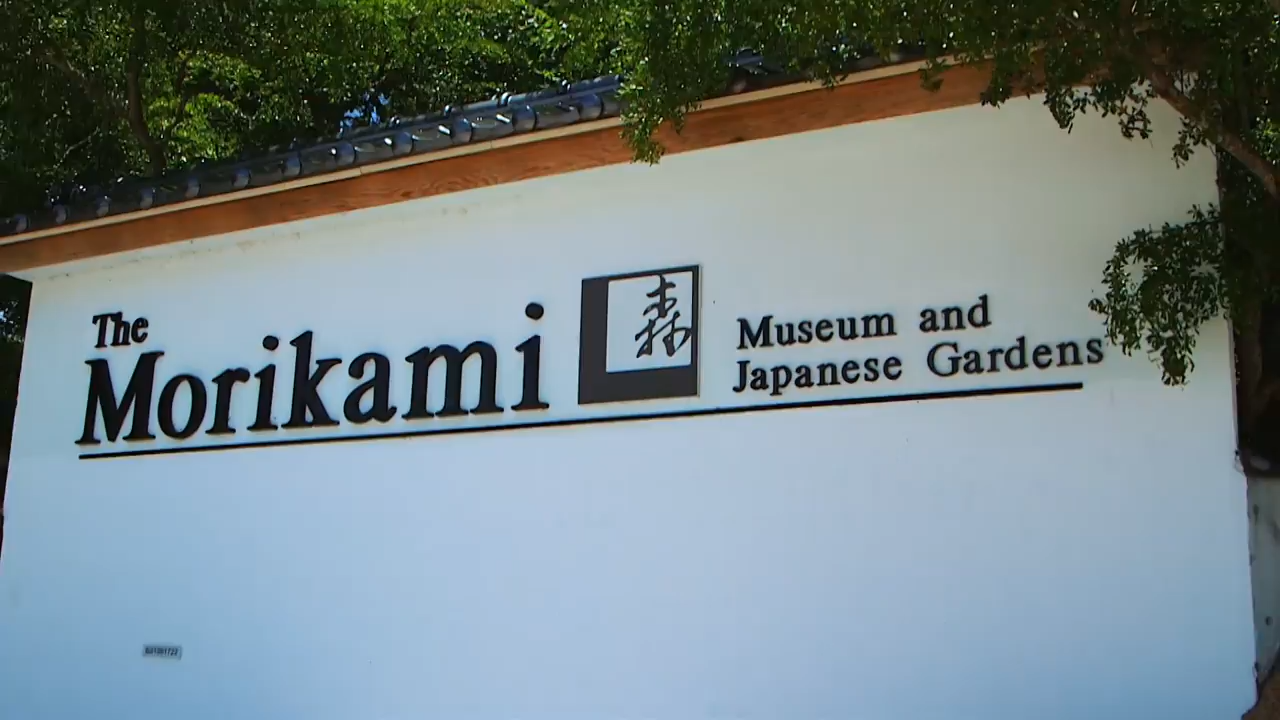 The
Morikami
森
Museum and
Japanese Gardens